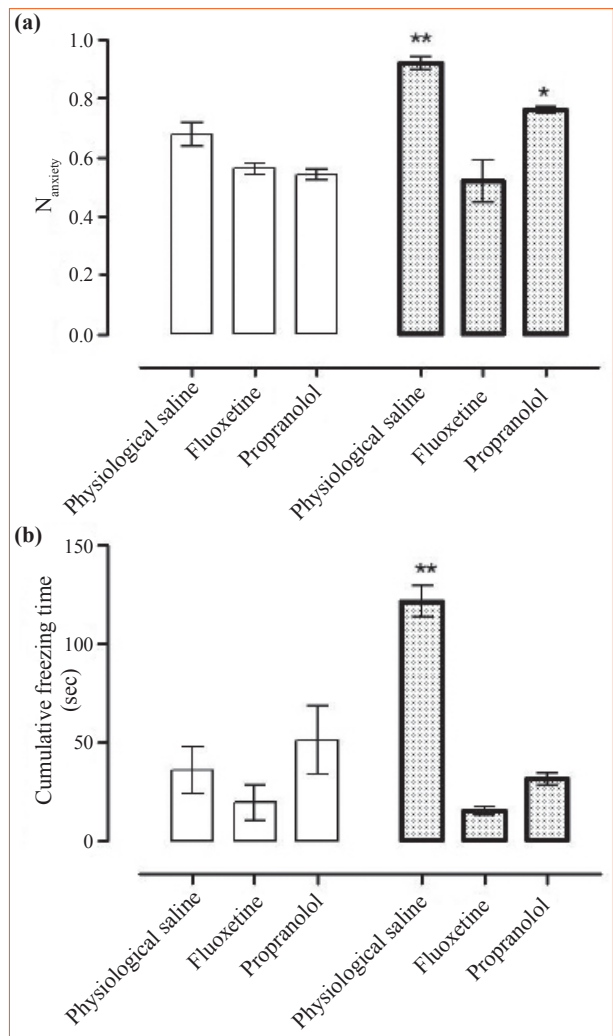 (a)
N anxiety
1.0
0.8
0.6
0.4
0.2
0.0
**
*
Physiological saline
Fluoxetine
Propranolol
Physiological saline
Fluoxetine
Propranolol
(b)
Cumulative freezing time
(sec)
150
100
50
0
**
Physiological saline
Fluoxetine
Propranolol
Physiological saline
Fluoxetine
Propranolol